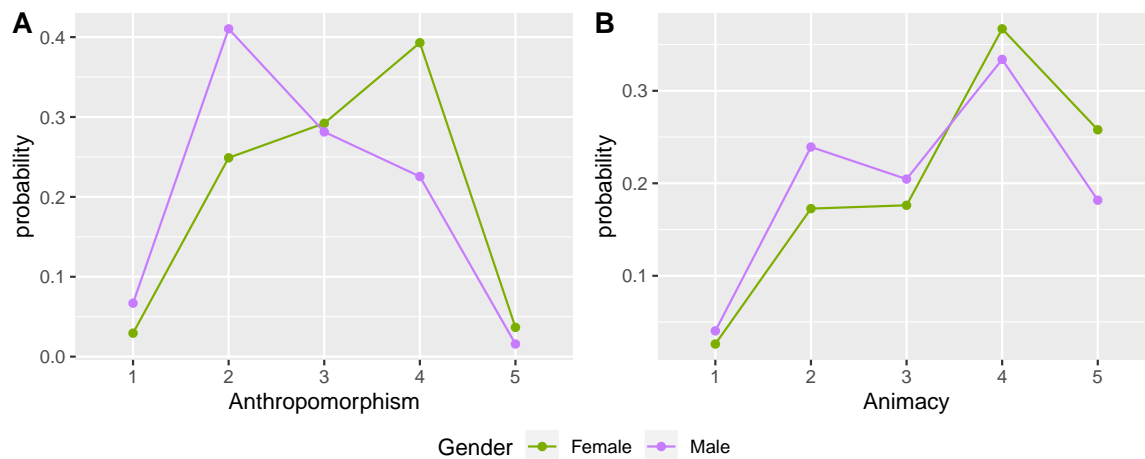 A
0.4
0.3
0.2
0.1
0.0
probability
1 2 3 4 5
Anthropomorphism
B
0.3
0.2
0.1
probability
1 2 3 4 5
Animacy
Gender Female Male